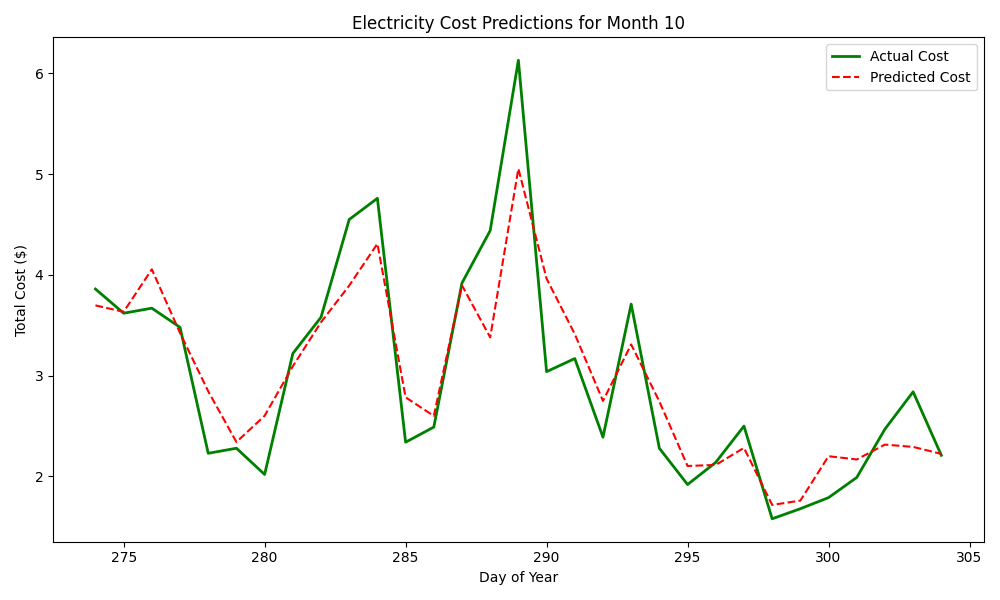 Electricity Cost Predictions for Month 10
Actual Cost
Predicted Cost
Total Cost ($)
6
5
4
3
2
275
280
285
290
295
300
305
Day of Year